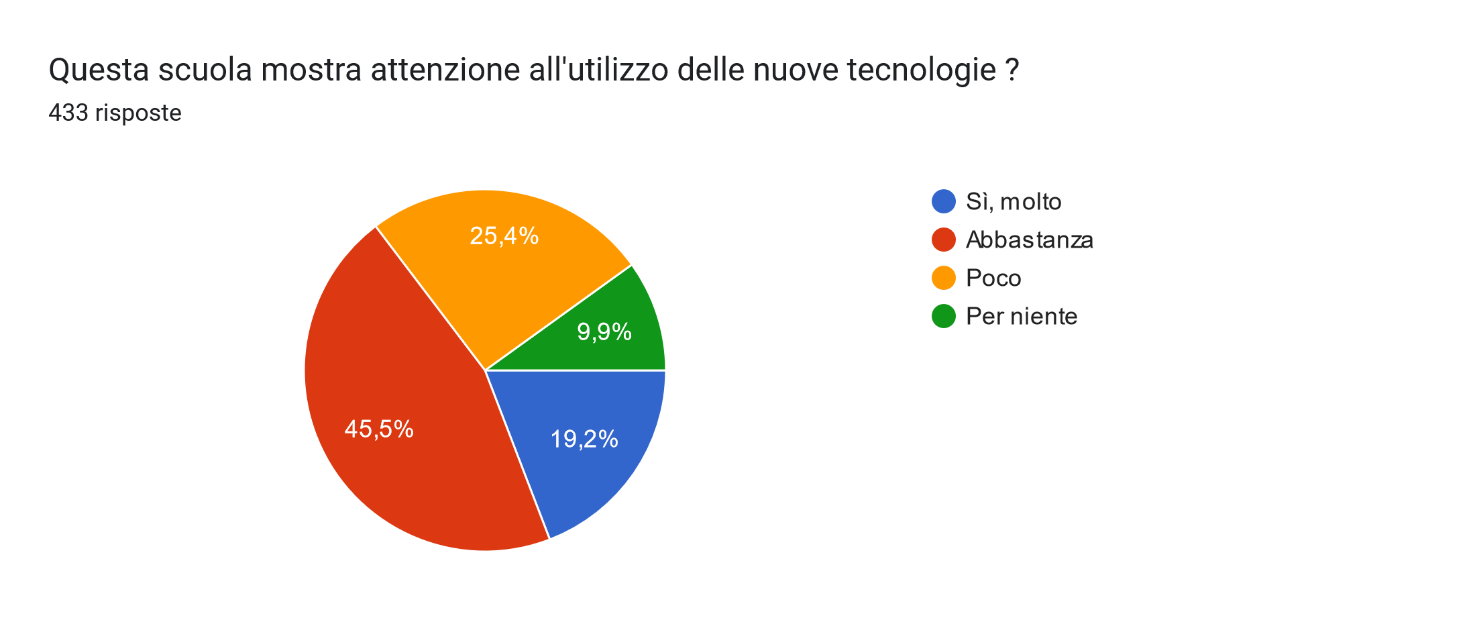 Questa scuola mostra attenzione all'utilizzo delle nuove tecnologie ?
433 risposte
25,4%
9,9%
45,5%
19,2%
Sì, molto
Abbastanza
Poco
Per niente